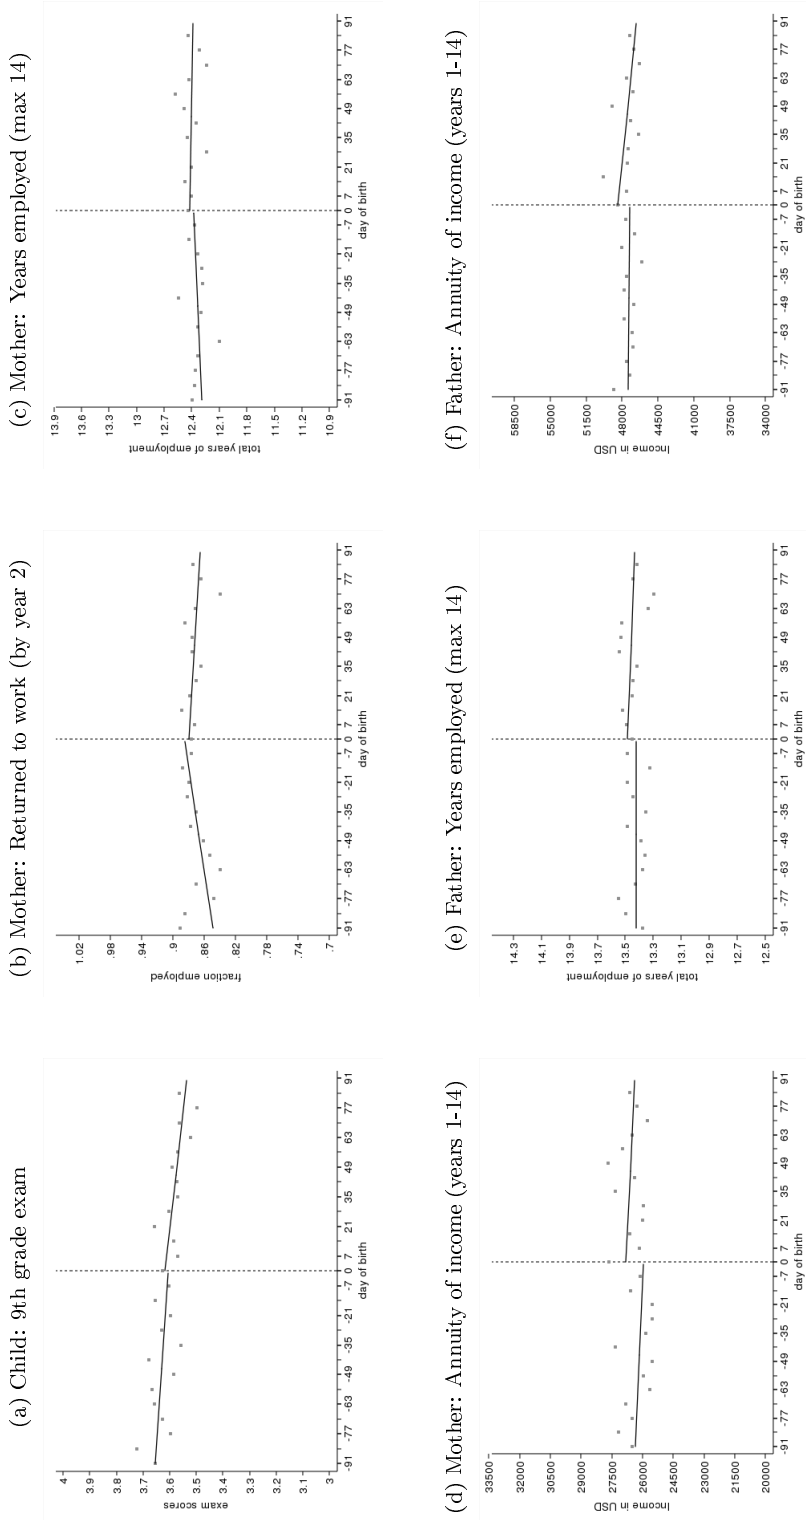 (a) Child: 9th grade exam
exam scores
4
3.9
3.8
3.7
3.6
3.5
3.4
3.3
3.2
3.1
3
-91 -77 -63 -49 -35 -21 -7 0 7 21 35 49 63 77 91
day of birth
(b) Mother: Returned to work (by year 2)
fraction employed
1.02
.98
.94
.9
.86
.82
.78
.74
.7
-91 -77 -63 -49 -35 -21 -7 0 7 21 35 49 63 77 91
day of birth
(c) Mother: Years employed (max 14)
total years of employment
13.9
13.6
13.3
13
12.7
12.4
12.1
11.8
11.5
11.2
10.9
-91 -77 -63 -49 -35 -21 -7 0 7 21 35 49 63 77 91
day of birth
(d) Mother: Annuity of income (years 1-14)
Income in USD
33500
32000
30500
29000
27500
26000
24500
23000
21500
20000
-91 -77 -63 -49 -35 -21 -7 0 7 21 35 49 63 77 91
day of birth
(e) Father: Years employed (max 14)
total years of employment
14.3
14.1
13.9
13.7
13.5
13.3
13.1
12.9
12.7
12.5
-91 -77 -63 -49 -35 -21 -7 0 7 21 35 49 63 77 91
day of birth
(f) Father: Annuity of income (years 1-14)
Income in USD
58500
55000
51500
48000
44500
41000
37500
34000
-91 -77 -63 -49 -35 -21 -7 0 7 21 35 49 63 77 91
day of birth